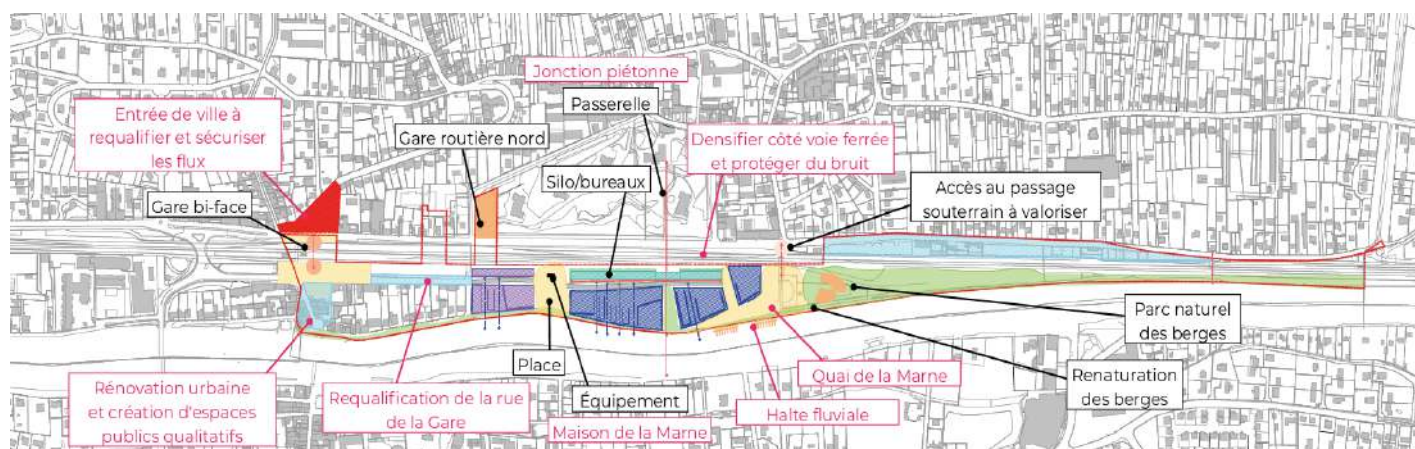 Jonction piétonne
Passerelle
Entrée de ville à
requalifier et sécuriser
les flux
Gare routière nord
Densifier côté voie ferrée
et protéger du bruit
Silo/bureaux
Accès au passage
souterrain à valoriser
Gare bi-face
Parc naturel
des berges
Place
Quai de la Marne
Renaturation
des berges
Rénovation urbaine
et création d'espaces
publics qualitatifs
Requalification de la rue
de la Gare
Équipement
Halte fluviale
Maison de la Marne